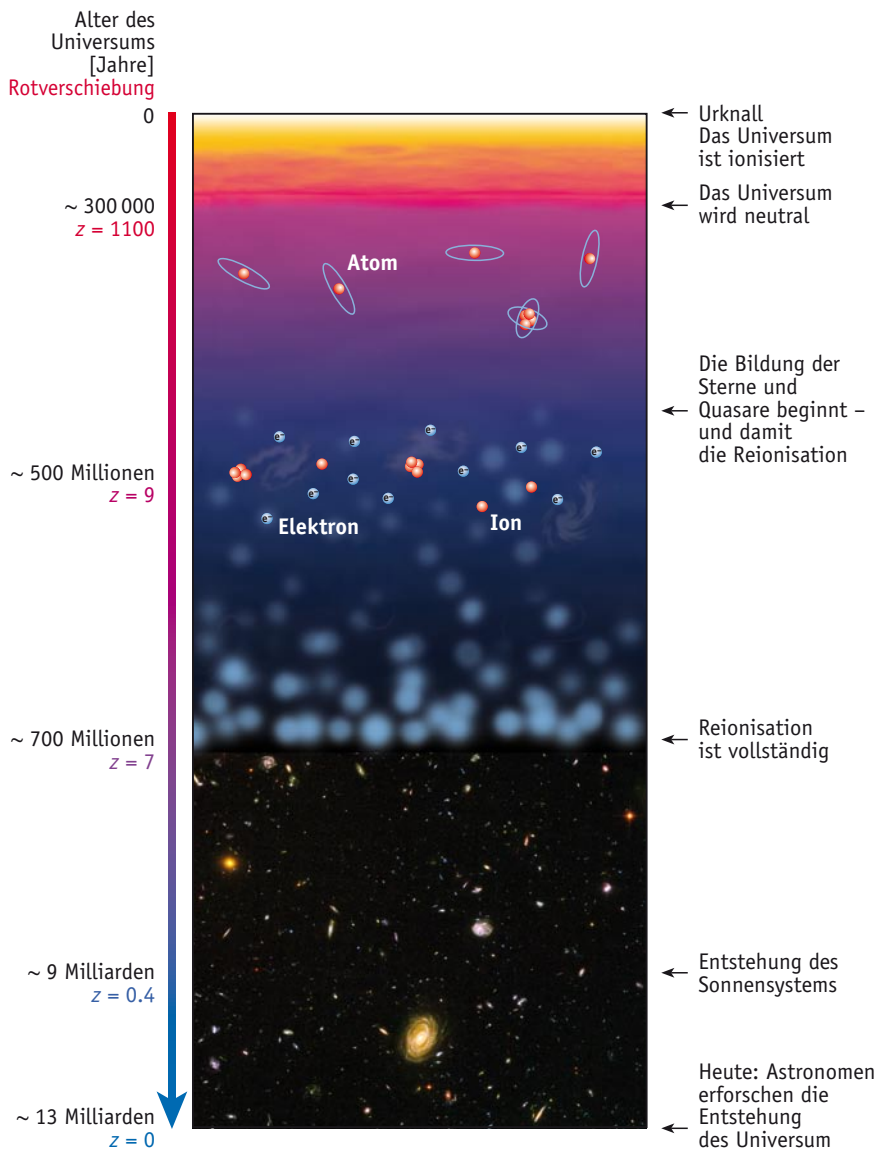 Alter des
Universums
[Jahre]
Rotverschiebung
0
~ 300 000
z = 1100
~ 500 Millionen
z = 9
~ 700 Millionen
z = 7
~ 9 Milliarden
z = 0.4
~ 13 Milliarden
z = 0
Atom
e⁻
e⁻
e⁻
e⁻
e⁻
e⁻
e⁻
e⁻
e⁻
e⁻
e⁻
Elektron
Ion
Urknall
Das Universum
ist ionisiert
Das Universum
wird neutral
Die Bildung der
Sterne und
Quasare beginnt –
und damit
die Reionisation
Reionisation
ist vollständig
Entstehung des
Sonnensystems
Heute: Astronomen
erforschen die
Entstehung
des Universum